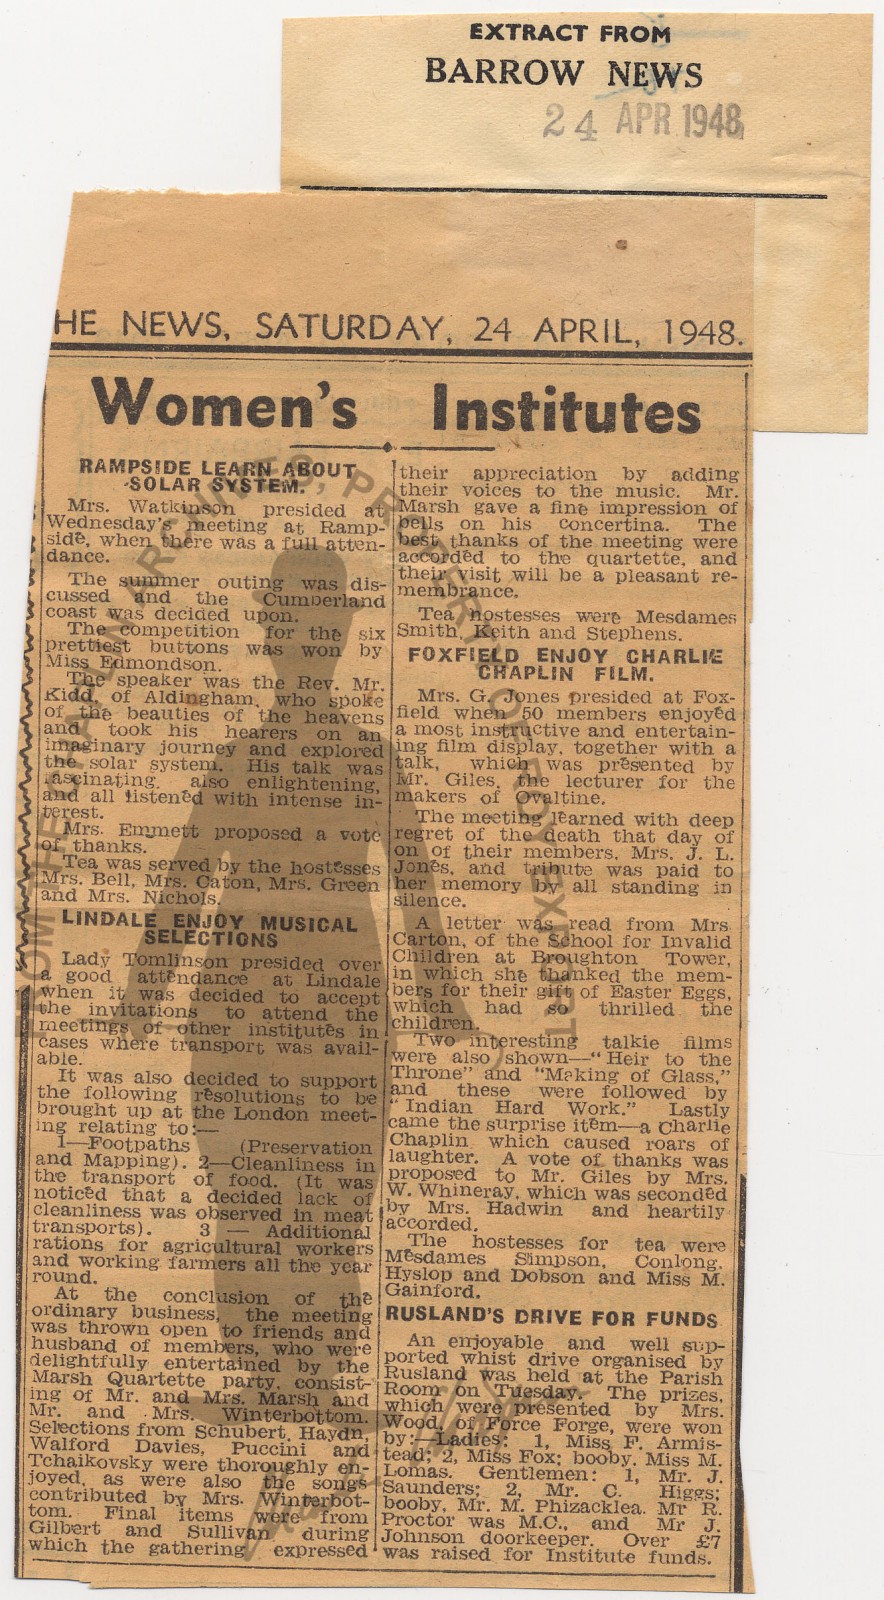 EXTRACT FROM
BARROW NEWS
24 APR 1948
HE NEWS, SATURDAY, 24 APRIL, 1948.
Women's Institutes
RAMPSIDE LEARN ABOUT
SOLAR SYSTEM.
Mrs. Watkinson presided at
Wednesday's meeting at Ramp-
side, when there was a full atten-
dance.
The summer outing was dis-
cussed and the Cumberland
coast was decided upon.
The competition for the six
prettiest buttons was won by
Miss Edmondson.
The speaker was the Rev. Mr.
Kidd, of Aldingham, who spoke
of the beauties of the heavens
and took his hearers on an
imaginary journey and explored
the solar system. His talk was
fascinating, also enlightening,
and all listened with intense in-
terest.
Mrs. Emmett proposed a vote
of thanks.
Tea was served by the hostesses
Mrs. Bell, Mrs. Caton, Mrs. Green
and Mrs. Nichols.
LINDALE ENJOY MUSICAL
SELECTIONS
Lady Tomlinson presided over
a good attendance at Lindale
when it was decided to accept
the invitations to attend the
meetings of other institutes in
cases where transport was avail-
able.
It was also decided to support
the following resolutions to be
brought up at the London meet-
ing relating to:—
1—Footpaths (Preservation
and Mapping). 2—Cleanliness in
the transport of food. (It was
noticed that a decided lack of
cleanliness was observed in meat
transports). 3 — Additional
rations for agricultural workers
and working farmers all the year
round.
At the conclusion of the
ordinary business, the meeting
was thrown open to friends and
husband of members, who were
delightfully entertained by the
Marsh Quartette party, consist-
ing of Mr. and Mrs. Marsh and
Mr. and Mrs. Winterbottom.
Selections from Schubert, Haydn,
Walford Davies, Puccini and
Tchaikovsky were thoroughly en-
joyed, as were also the songs
contributed by Mrs. Winterbot-
tom. Final items were from
Gilbert and Sullivan during
which the gathering expressed
their appreciation by adding
their voices to the music. Mr.
Marsh gave a fine impression of
bells on his concertina. The
best thanks of the meeting were
accorded to the quartette, and
their visit will be a pleasant re-
membrance.
Tea hostesses were Mesdames
Smith, Keith and Stephens.
FOXFIELD ENJOY CHARLIE
CHAPLIN FILM.
Mrs. G. Jones presided at Fox-
field when 50 members enjoyed
a most instructive and entertain-
ing film display, together with a
talk, which was presented by
Mr. Giles, the lecturer for the
makers of Ovaltine.
The meeting learned with deep
regret of the death that day of
on of their members, Mrs. J. L.
Jones, and tribute was paid to
her memory by all standing in
silence.
A letter was read from Mrs
Carton, of the School for Invalid
Children at Broughton Tower,
in which she thanked the mem-
bers for their gift of Easter Eggs,
which had so thrilled the
children.
Two interesting talkie films
were also shown—"Heir to the
Throne" and "Making of Glass,"
and these were followed by
"Indian Hard Work." Lastly
came the surprise item—a Charlie
Chaplin which caused roars of
laughter. A vote of thanks was
proposed to Mr. Giles by Mrs.
W. Whineray, which was seconded
by Mrs. Hadwin and heartily
accorded.
The hostesses for tea were
Mesdames Simpson, Conlong,
Hyslop and Dobson and Miss M.
Gainford.
RUSLAND'S DRIVE FOR FUNDS
An enjoyable and well sup-
ported whist drive organised by
Rusland was held at the Parish
Room on Tuesday. The prizes,
which were presented by Mrs.
Wood, of Force Forge, were won
by:—Ladies: 1, Miss F. Armis-
tead; 2, Miss Fox; booby, Miss M.
Lomas. Gentlemen: 1, Mr. J.
Saunders; 2, Mr. C. Higgs;
booby, Mr. M. Phizacklea. Mr. R.
Proctor was M.C., and Mr J.
Johnson doorkeeper. Over £7
was raised for Institute funds.
FROM THE CHAPLIN ARCHIVES, PROPERTY OF ROY EXPORT